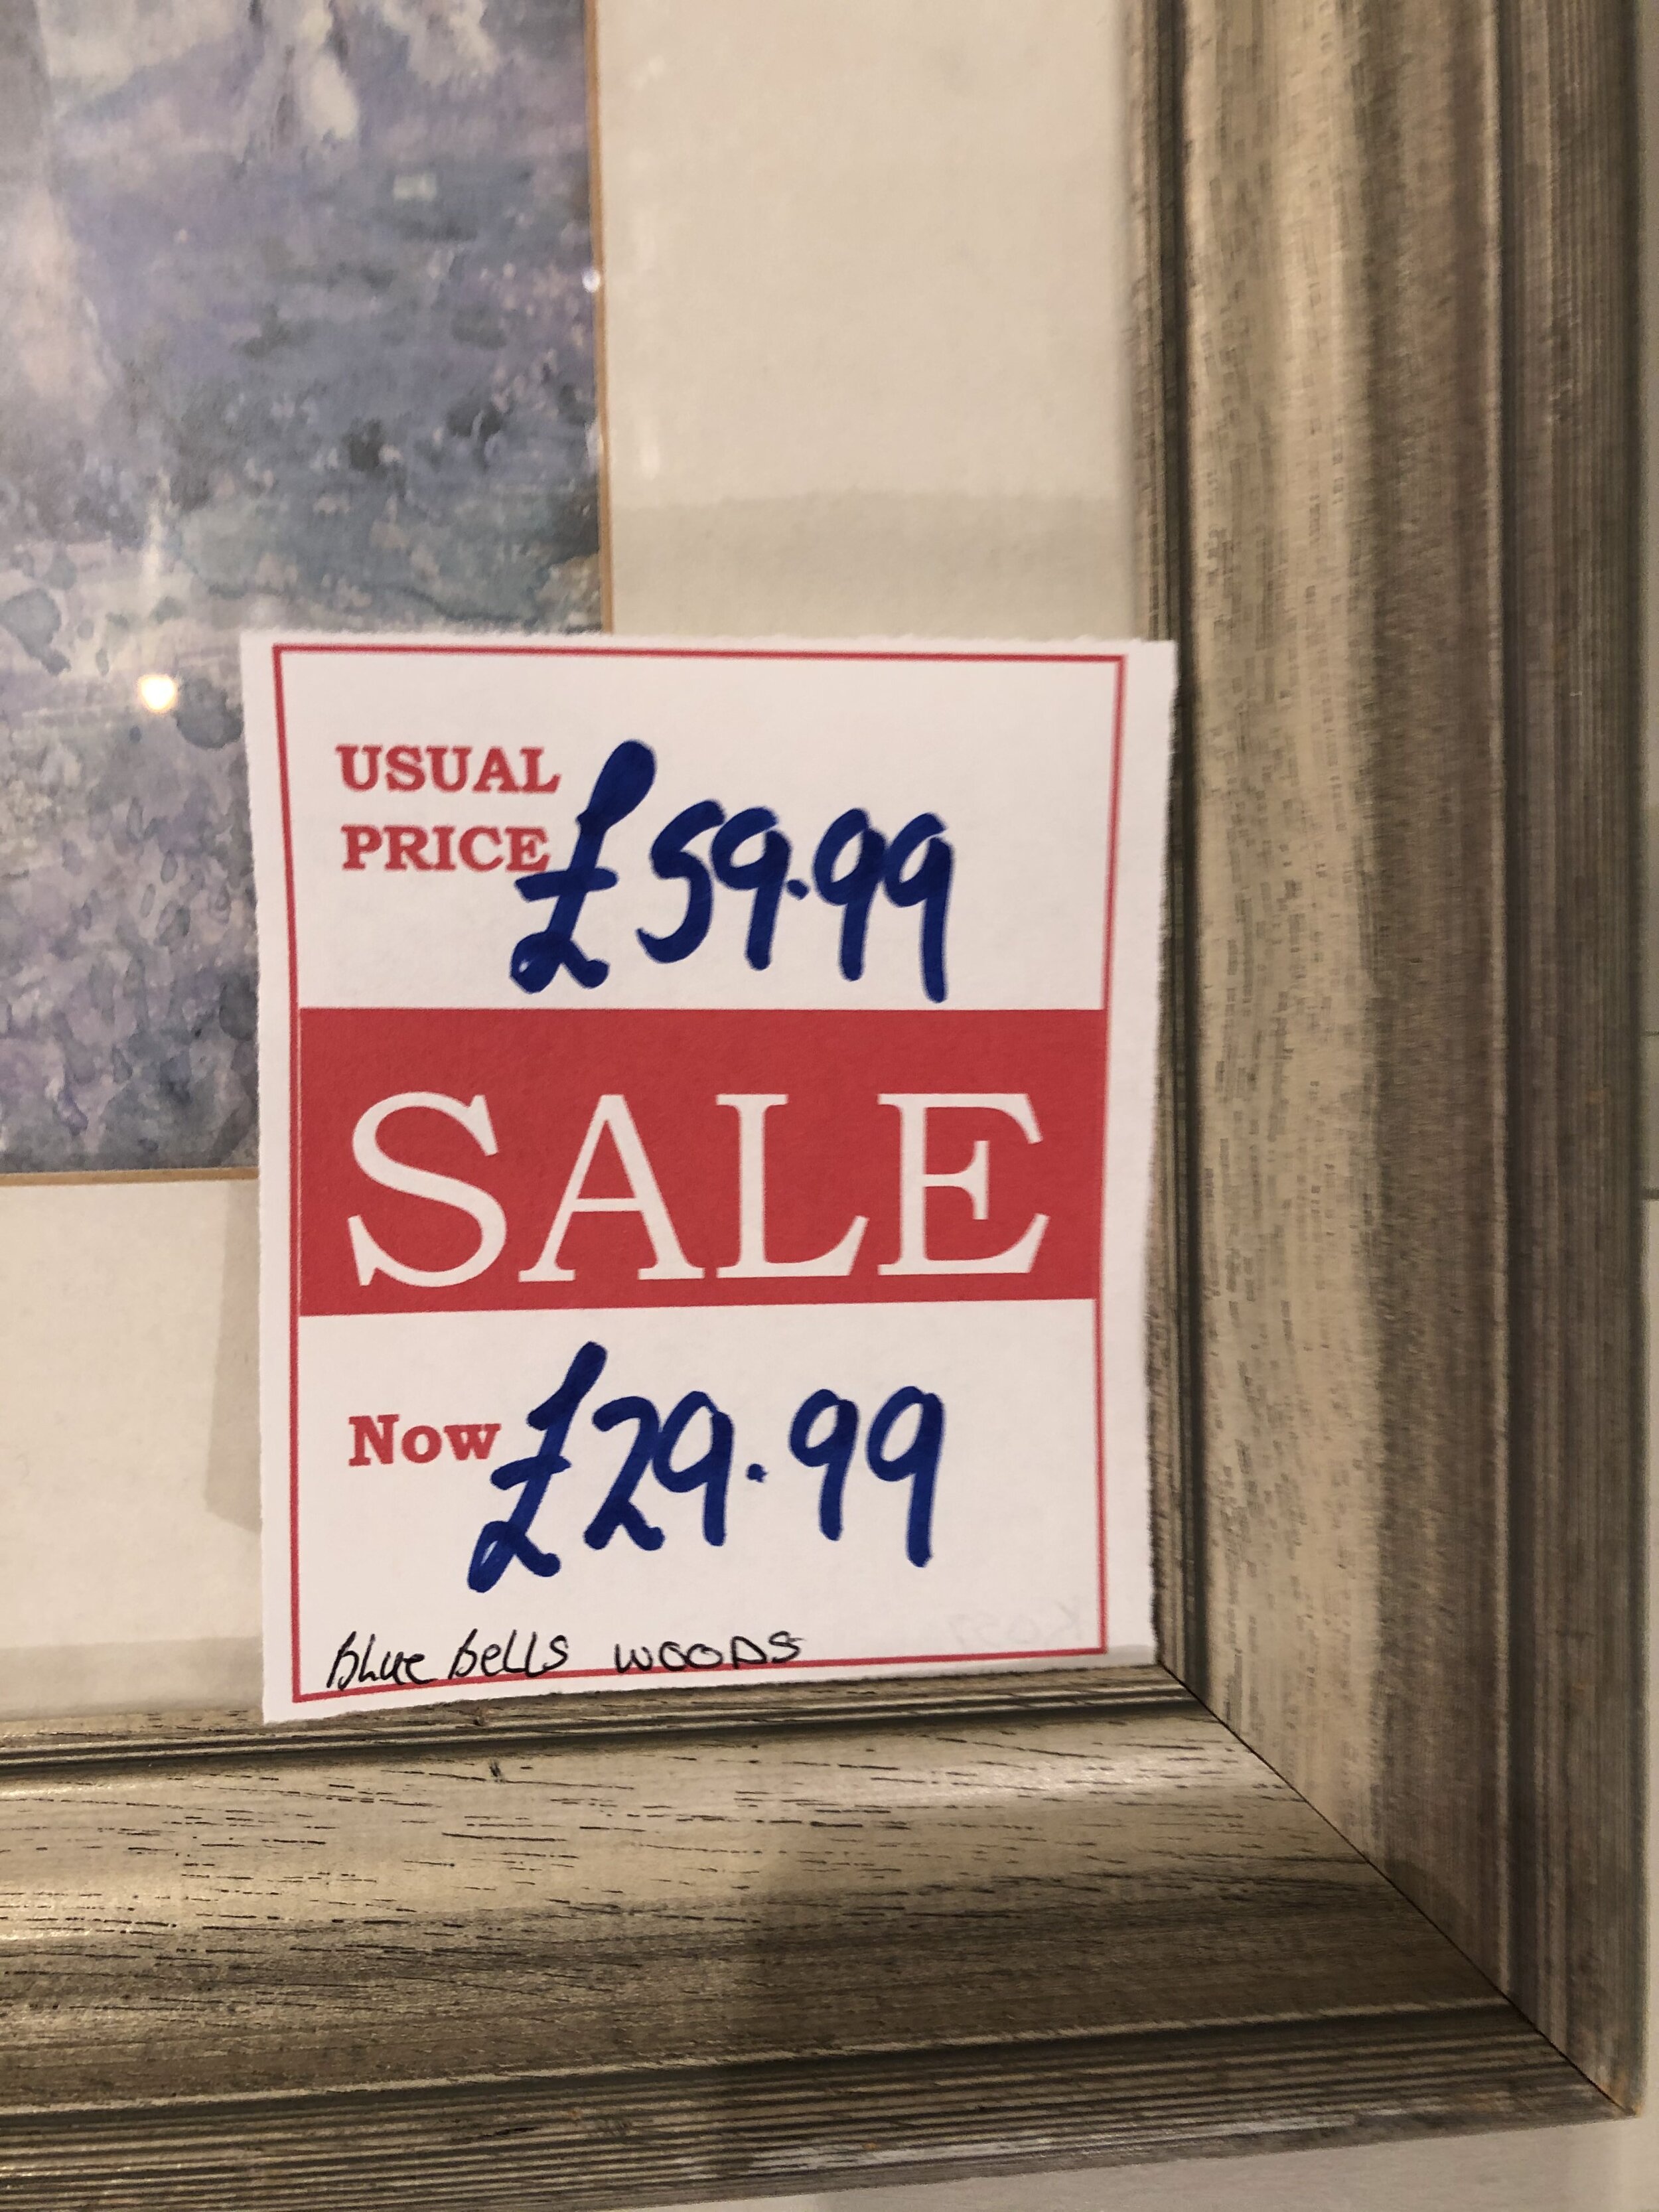 USUAL
PRICE £59.99
SALE
Now £29.99
Blue Bells WOODS